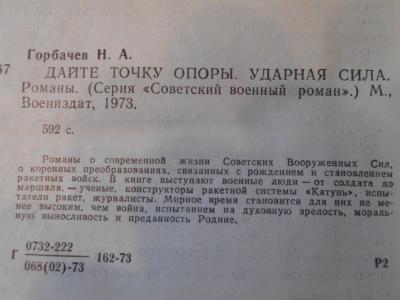 Горбачев Н. А.
67
ДАЙТЕ ТОЧКУ ОПОРЫ. УДАРНАЯ СИЛА.
Романы. (Серия «Советский военный роман».) М.,
Воениздат, 1973.
592 с.
Романы о современной жизни Советских Вооруженных Сил,
о коренных преобразованиях, связанных с рождением и становлением
ракетных войск. В книге выступают военные люди — от солдата до
маршала, — ученые, конструкторы ракетной системы «Катунь», испы-
татели ракет, журналисты. Мирное время становится для них не ме-
нее высоким, чем война, испытанием на духовную зрелость, мораль-
ную выносливость и преданность Родине.
Г 0732-222
068(02)-73 162-73 Р2